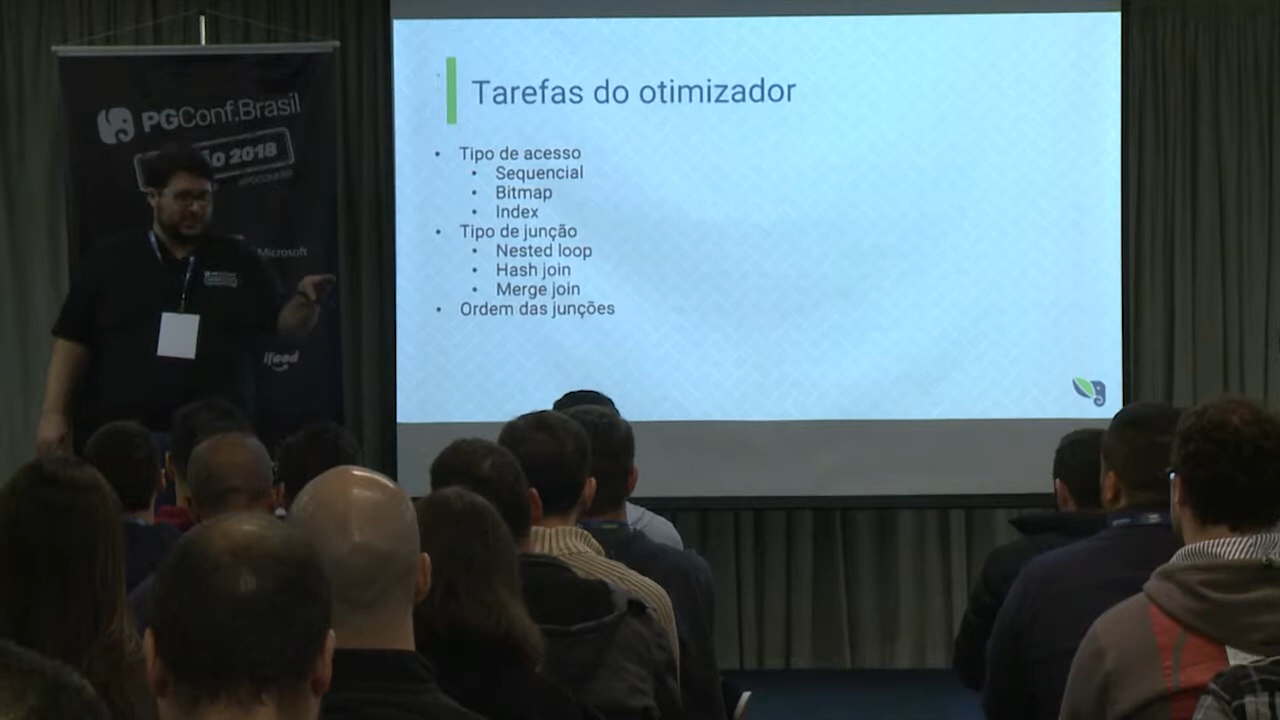 PGConf.Brasil
ão 2018
Microsoft
ifood
Tarefas do otimizador
• Tipo de acesso
• Sequencial
• Bitmap
• Index
• Tipo de junção
• Nested loop
• Hash join
• Merge join
• Ordem das junções